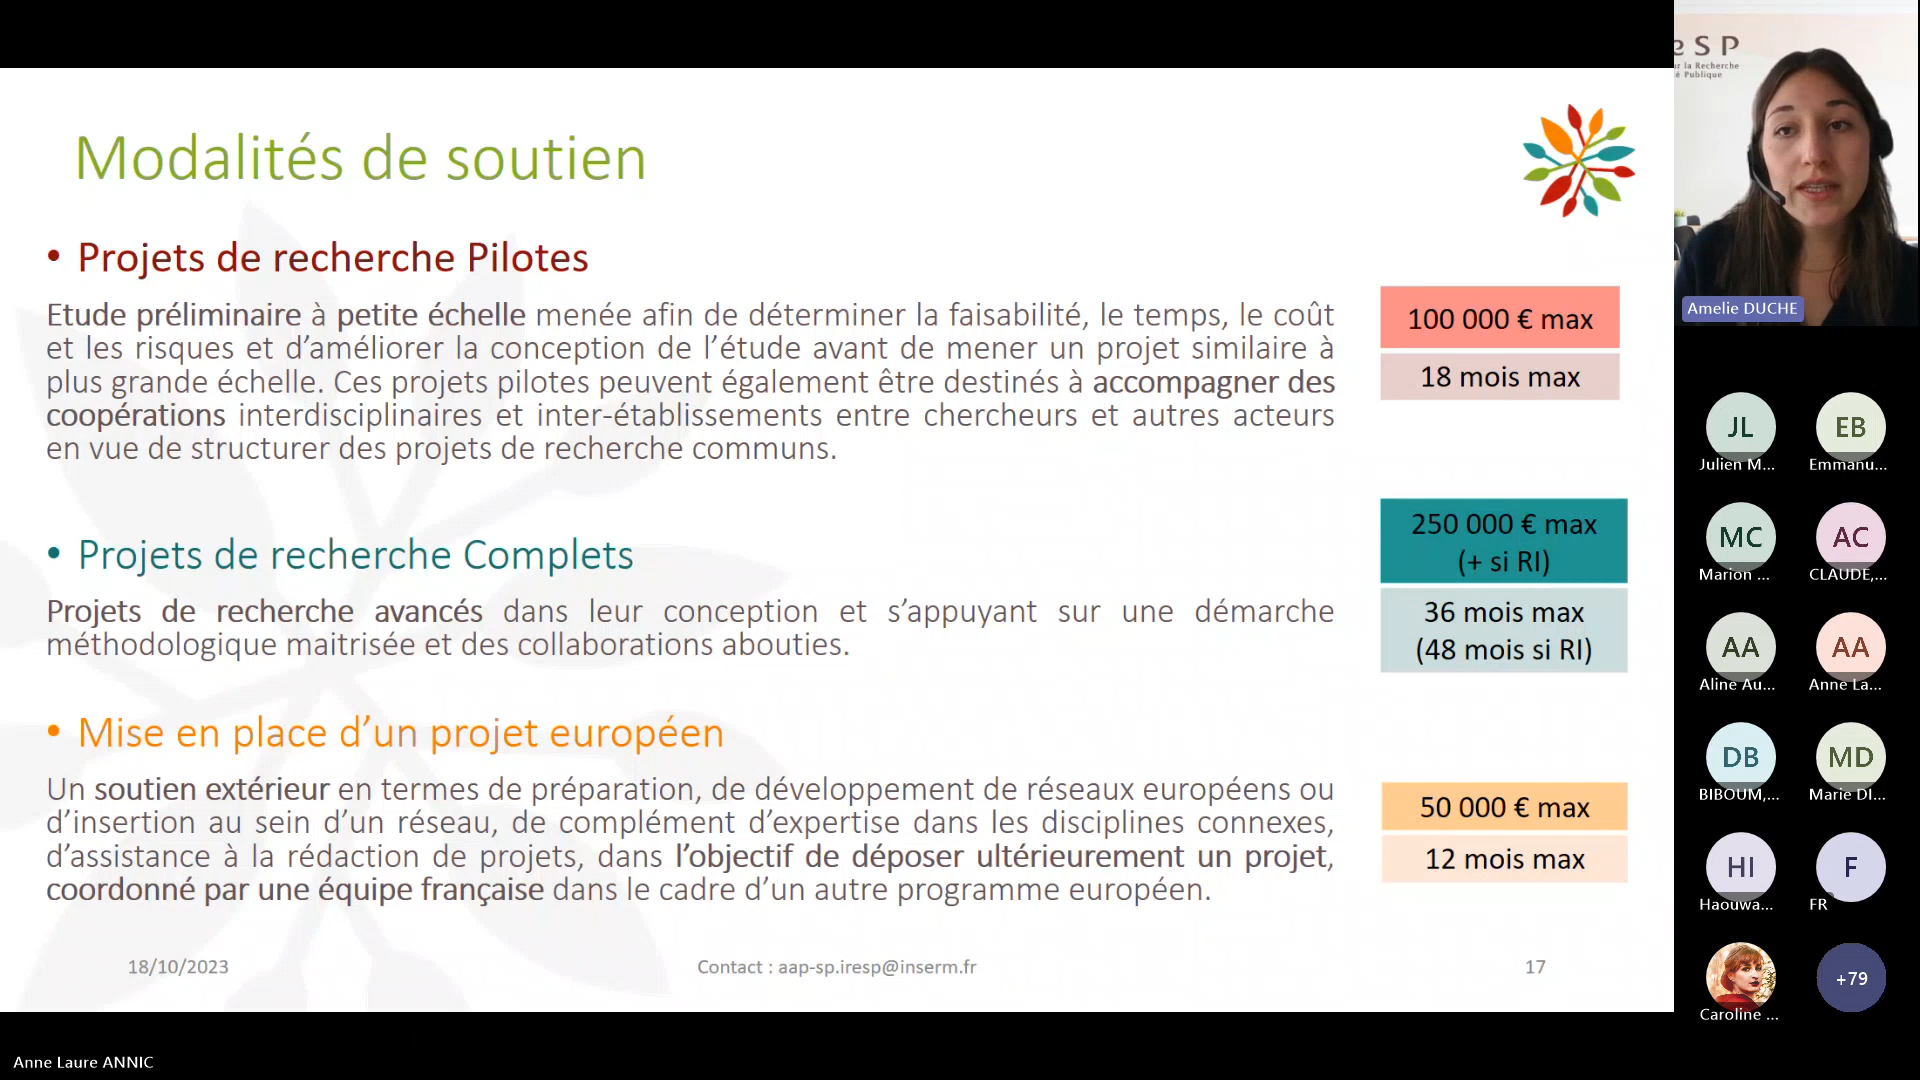 Modalités de soutien
• Projets de recherche Pilotes
Etude préliminaire à petite échelle menée afin de déterminer la faisabilité, le temps, le coût
et les risques et d’améliorer la conception de l’étude avant de mener un projet similaire à
plus grande échelle. Ces projets pilotes peuvent également être destinés à accompagner des
coopérations interdisciplinaires et inter-établissements entre chercheurs et autres acteurs
en vue de structurer des projets de recherche communs.
100 000 € max
18 mois max
• Projets de recherche Complets
Projets de recherche avancés dans leur conception et s’appuyant sur une démarche
méthodologique maitrisée et des collaborations abouties.
250 000 € max
(+ si RI)
36 mois max
(48 mois si RI)
• Mise en place d’un projet européen
Un soutien extérieur en termes de préparation, de développement de réseaux européens ou
d’insertion au sein d’un réseau, de complément d’expertise dans les disciplines connexes,
d’assistance à la rédaction de projets, dans l’objectif de déposer ultérieurement un projet,
coordonné par une équipe française dans le cadre d’un autre programme européen.
50 000 € max
12 mois max
18/10/2023
Contact : aap-sp.iresp@inserm.fr
17
Anne Laure ANNIC
e S P
ur la Recherche
é Publique
Amelie DUCHE
JL
Julien M...
EB
Emmanu...
MC
Marion ...
AC
CLAUDE,...
AA
Aline Au...
AA
Anne La...
DB
BIBOUM,...
MD
Marie DI...
HI
Haouwa...
F
FR
Caroline ...
+79